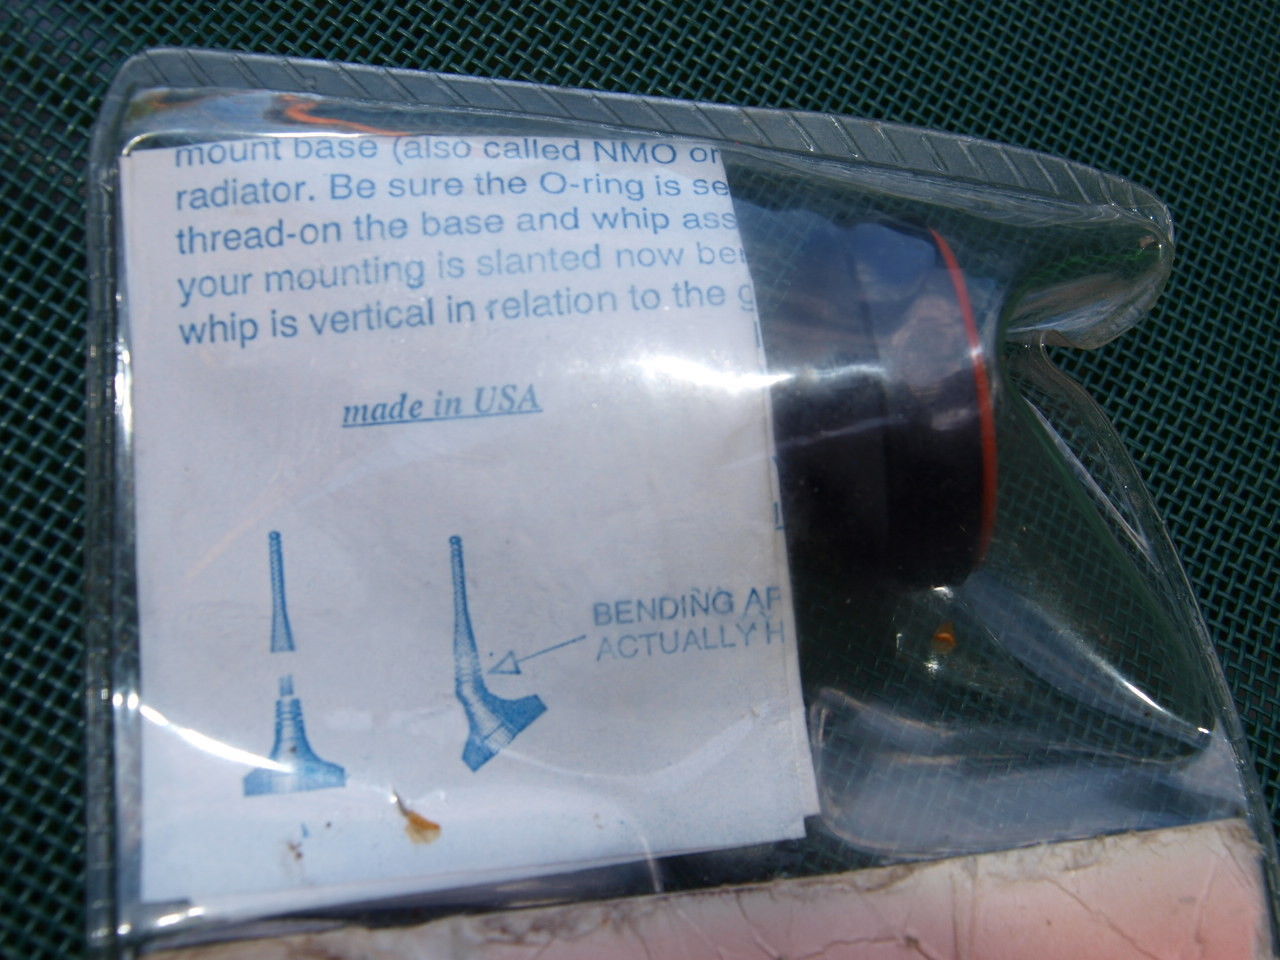 mount base (also called NMO or
radiator. Be sure the O-ring is se
thread-on the base and whip ass
your mounting is slanted now be
whip is vertical in relation to the g
made in USA
BENDING
ACTUALLY H